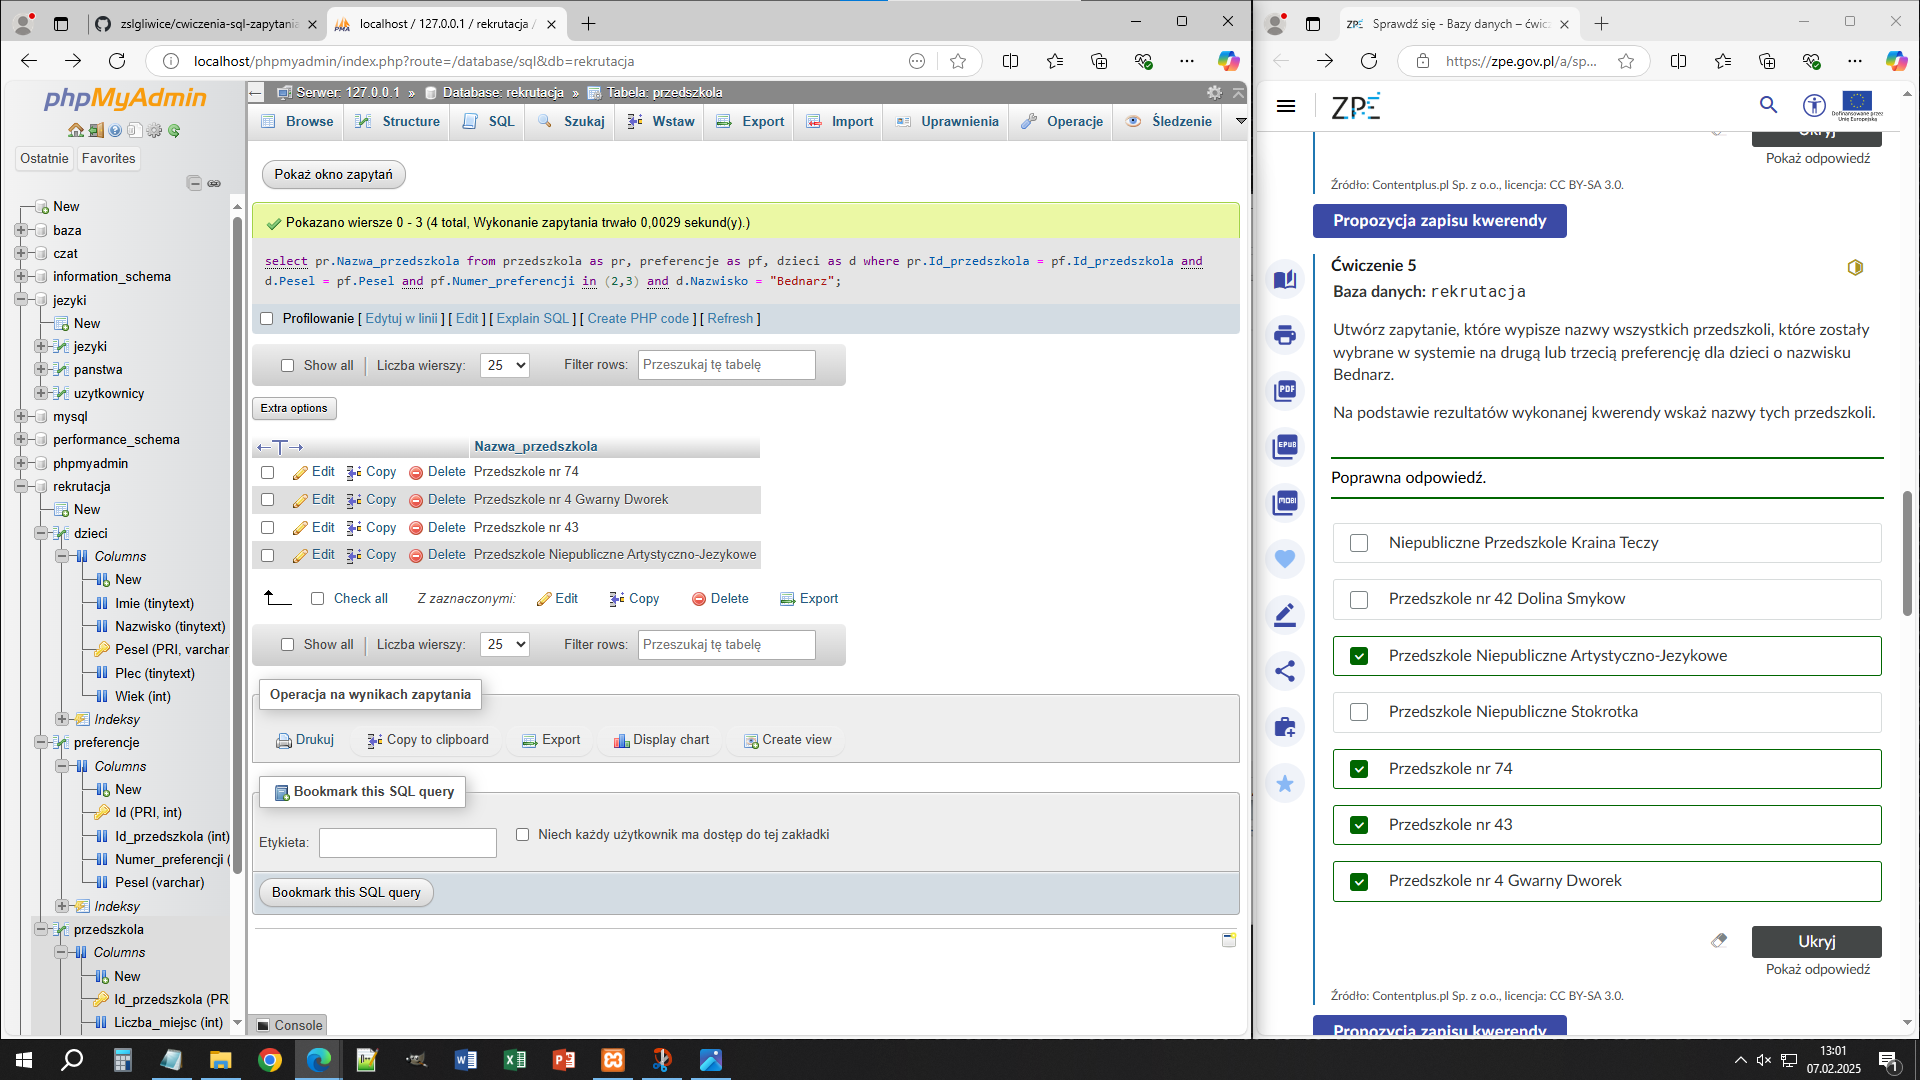 zslgliwice/cwiczenia-sql-zapytania
localhost / 127.0.0.1 / rekrutacja /
localhost/phpmyadmin/index.php?route=/database/sql&db=rekrutacja
phpMyAdmin
Ostatnie
Favorites
New
baza
czat
information_schema
jezyki
New
jezyki
panstwa
uzytkownicy
mysql
performance_schema
phpmyadmin
rekrutacja
New
dzieci
Columns
New
Imie (tinytext)
Nazwisko (tinytext)
Pesel (PRI, varchar
Plec (tinytext)
Wiek (int)
Indeksy
preferencje
Columns
New
Id (PRI, int)
Id_przedszkola (int)
Numer_preferencji (
Pesel (varchar)
Indeksy
przedszkola
Columns
New
Id_przedszkola (PR
Liczba_miejsc (int)
Serwer: 127.0.0.1 » Database: rekrutacja » Tabela: przedszkola
Browse
Structure
SQL
Szukaj
Wstaw
Export
Import
Uprawnienia
Operacje
Śledzenie
Pokaż okno zapytań
Pokazano wiersze 0 - 3 (4 total, Wykonanie zapytania trwało 0,0029 sekund(y).)
select pr.Nazwa_przedszkola from przedszkola as pr, preferencje as pf, dzieci as d where pr.Id_przedszkola = pf.Id_przedszkola and
d.Pesel = pf.Pesel and pf.Numer_preferencji in (2,3) and d.Nazwisko = "Bednarz";
Profilowanie [ Edytuj w linii ] [ Edit ] [ Explain SQL ] [ Create PHP code ] [ Refresh ]
Show all
Liczba wierszy:
25
Filter rows:
Przeszukaj tę tabelę
Extra options
Nazwa_przedszkola
Edit Copy Delete Przedszkole nr 74
Edit Copy Delete Przedszkole nr 4 Gwarny Dworek
Edit Copy Delete Przedszkole nr 43
Edit Copy Delete Przedszkole Niepubliczne Artystyczno-Jezykowe
Check all
Z zaznaczonymi:
Edit
Copy
Delete
Export
Show all
Liczba wierszy:
25
Filter rows:
Przeszukaj tę tabelę
Operacja na wynikach zapytania
Drukuj
Copy to clipboard
Export
Display chart
Create view
Bookmark this SQL query
Etykieta:
Niech każdy użytkownik ma dostęp do tej zakładki
Bookmark this SQL query
Console
Sprawdź się - Bazy danych – ćwic
https://zpe.gov.pl/a/sp...
ZPE
Dofinansowane przez
Unię Europejską
Ukryj
Pokaż odpowiedź
Źródło: Contentplus.pl Sp. z o.o., licencja: CC BY-SA 3.0.
Propozycja zapisu kwerendy
Ćwiczenie 5
Baza danych: rekrutacja
Utwórz zapytanie, które wypisze nazwy wszystkich przedszkoli, które zostały
wybrane w systemie na drugą lub trzecią preferencję dla dzieci o nazwisku
Bednarz.
Na podstawie rezultatów wykonanej kwerendy wskaż nazwy tych przedszkoli.
Poprawna odpowiedź.
Niepubliczne Przedszkole Kraina Teczy
Przedszkole nr 42 Dolina Smykow
Przedszkole Niepubliczne Artystyczno-Jezykowe
Przedszkole Niepubliczne Stokrotka
Przedszkole nr 74
Przedszkole nr 43
Przedszkole nr 4 Gwarny Dworek
Ukryj
Pokaż odpowiedź
Źródło: Contentplus.pl Sp. z o.o., licencja: CC BY-SA 3.0.
Propozycja zapisu kwerendy
PDF
EPUB
MOBI
13:01
07.02.2025
1